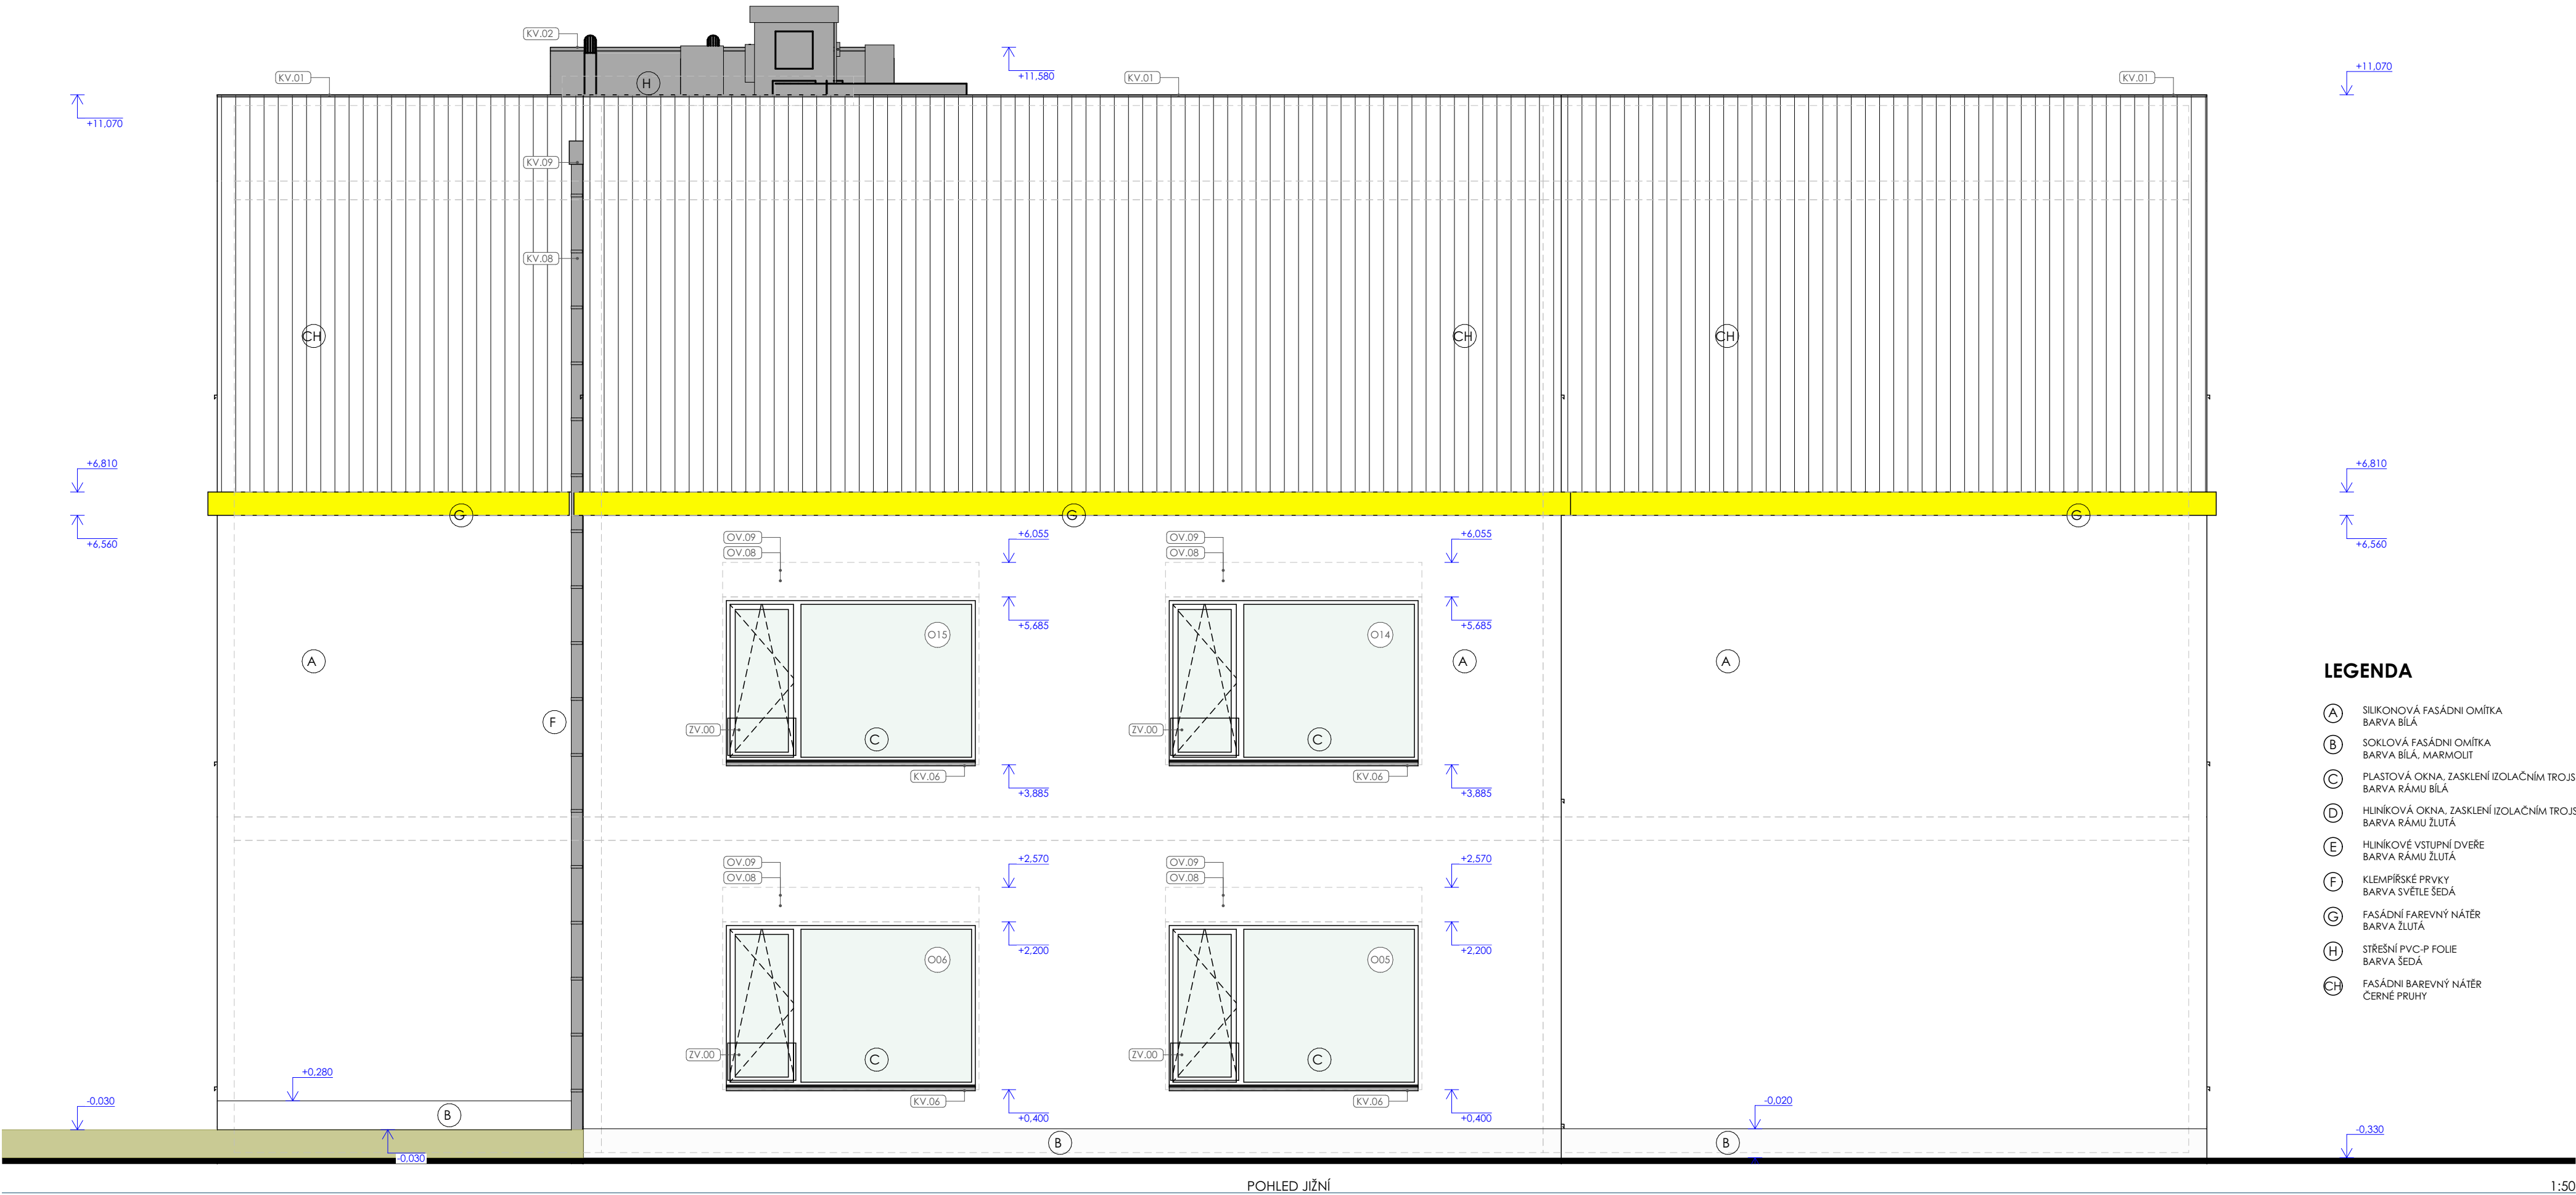 KV.02
KV.01
H
+11,580
KV.01
KV.01
+11,070
+11,070
KV.09
KV.08
CH
CH
CH
+6,810
+6,810
G
G
G
+6,560
+6,560
OV.09
OV.08
+6,055
OV.09
OV.08
+6,055
+5,685
+5,685
O15
O14
A
A
A
LEGENDA
A SILIKONOVÁ FASÁDNI OMÍTKA
BARVA BÍLÁ
B SOKLOVÁ FASÁDNI OMÍTKA
BARVA BÍLÁ, MARMOLIT
C PLASTOVÁ OKNA, ZASKLENÍ IZOLAČNÍM TROJS
BARVA RÁMU BÍLÁ
D HLINÍKOVÁ OKNA, ZASKLENÍ IZOLAČNÍM TROJS
BARVA RÁMU ŽLUTÁ
E HLINÍKOVÉ VSTUPNÍ DVEŘE
BARVA RÁMU ŽLUTÁ
F KLEMPÍŘSKÉ PRVKY
BARVA SVĚTLE ŠEDÁ
G FASÁDNÍ FAREVNÝ NÁTĚR
BARVA ŽLUTÁ
H STŘEŠNÍ PVC-P FOLIE
BARVA ŠEDÁ
CH FASÁDNI BAREVNÝ NÁTĚR
ČERNÉ PRUHY
F
ZV.00
C
ZV.00
C
KV.06
KV.06
+3,885
+3,885
OV.09
OV.08
+2,570
OV.09
OV.08
+2,570
+2,200
+2,200
O06
O05
ZV.00
C
ZV.00
C
KV.06
KV.06
+0,400
+0,400
+0,280
-0,030
B
-0,020
B
B
-0,030
-0,330
POHLED JIŽNÍ
1:50